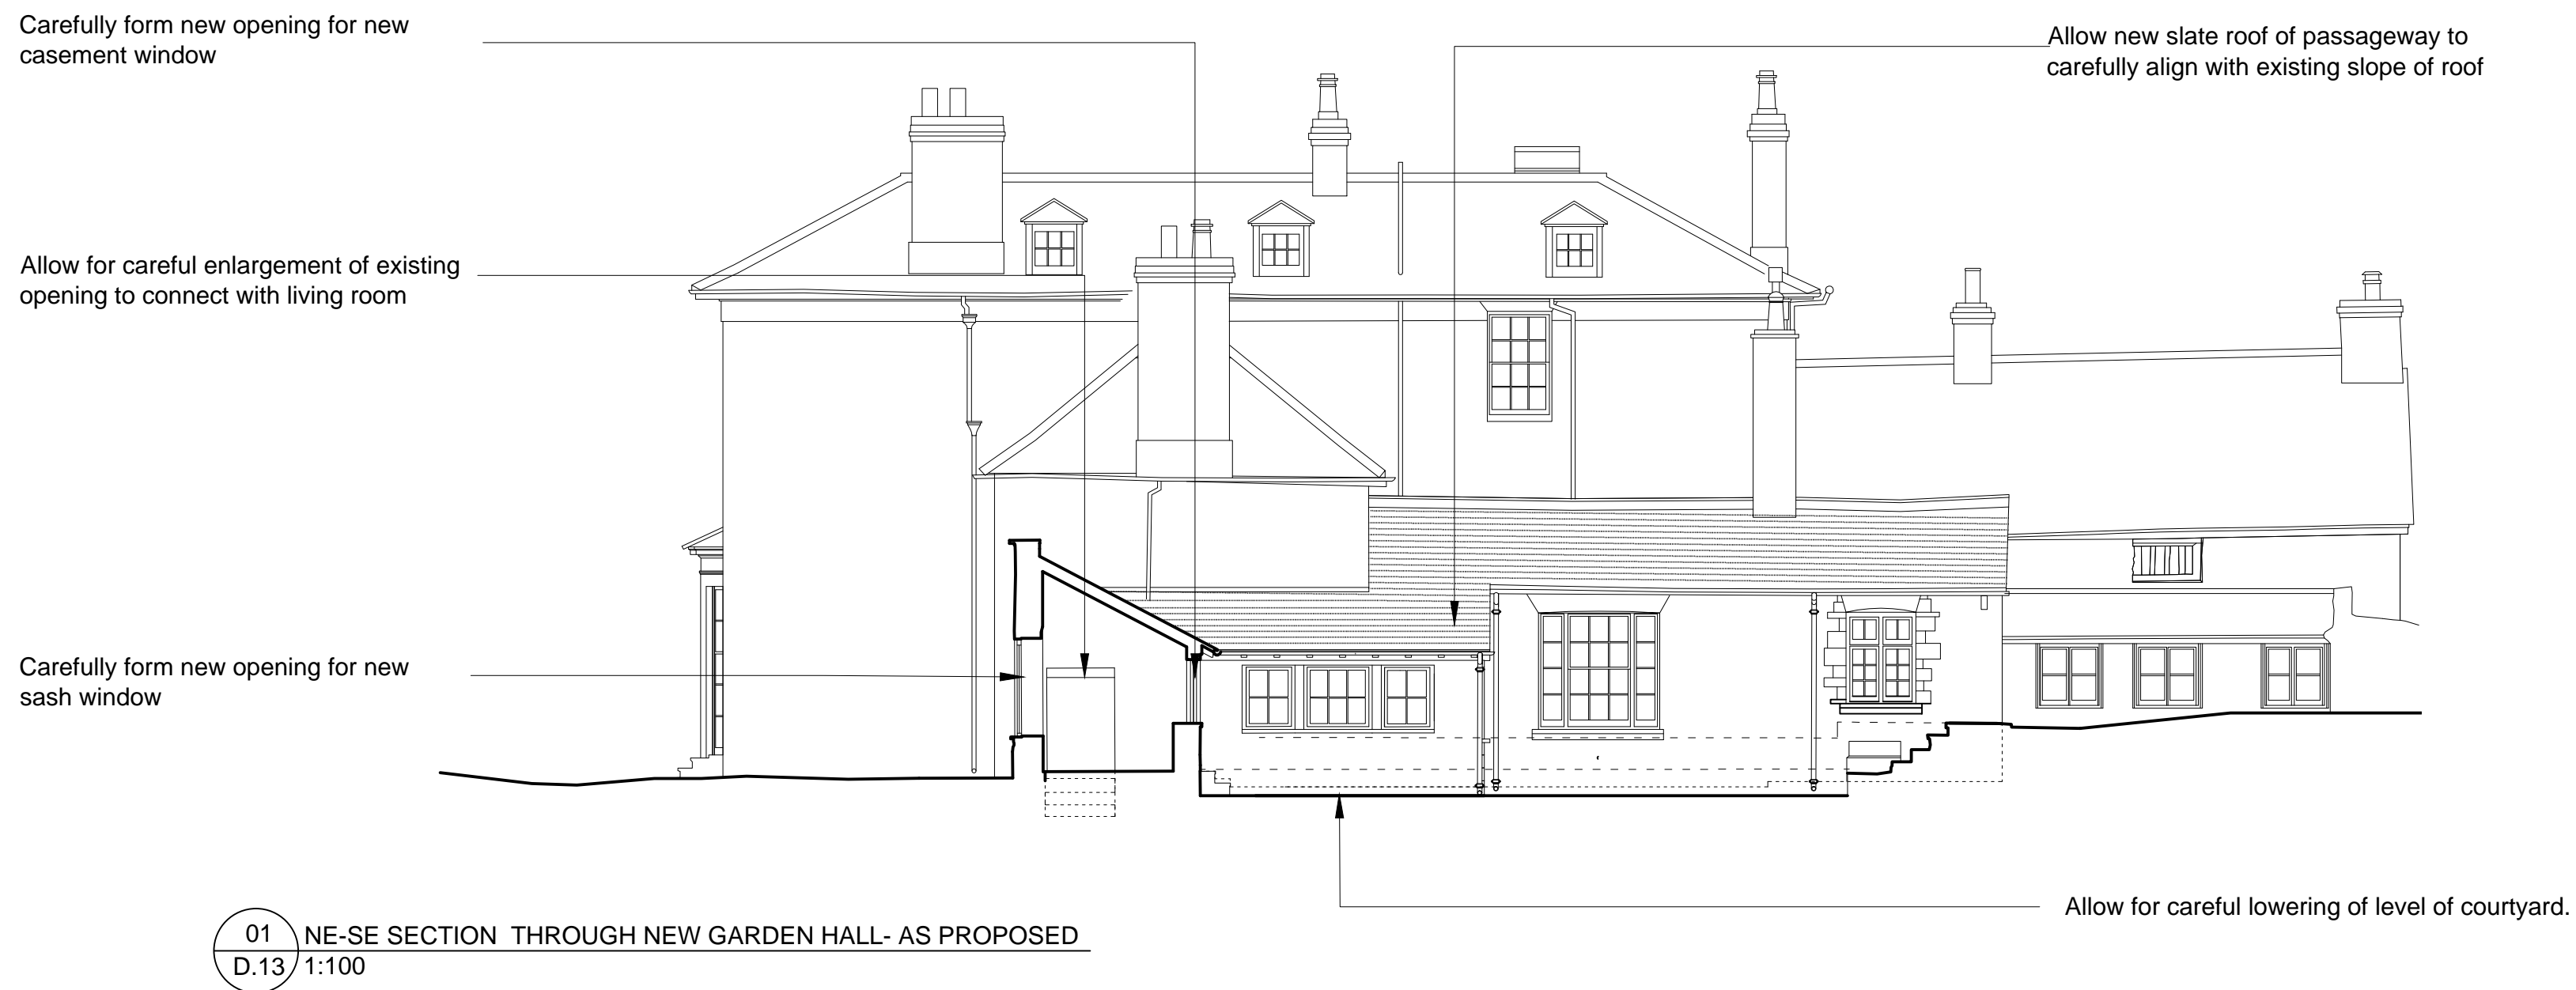 Carefully form new opening for new
casement window
Allow new slate roof of passageway to
carefully align with existing slope of roof
Allow for careful enlargement of existing
opening to connect with living room
Carefully form new opening for new
sash window
Allow for careful lowering of level of courtyard.
01
NE-SE SECTION THROUGH NEW GARDEN HALL- AS PROPOSED
D.13
1:100